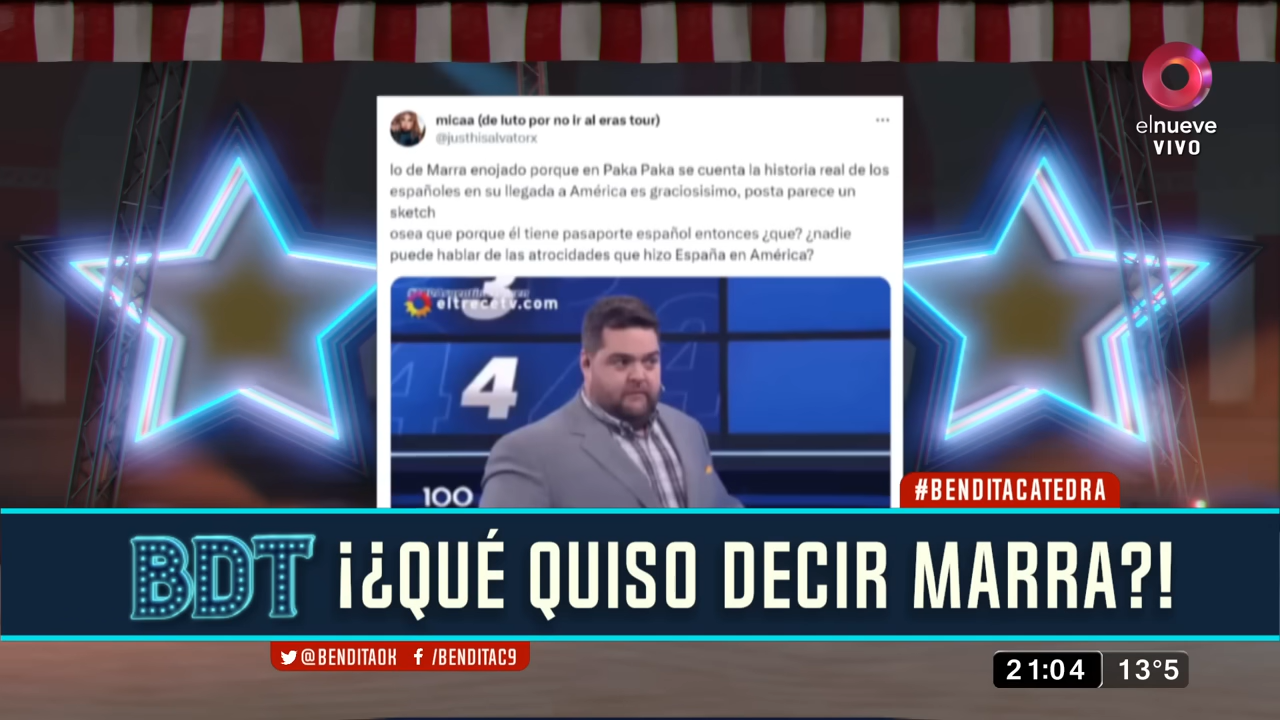 elnueve
VIVO
micaa (de luto por no ir al eras tour)
@justhisalvatorx
lo de Marra enojado porque en Paka Paka se cuenta la historia real de los
españoles en su llegada a América es graciosisimo, posta parece un
sketch
osea que porque él tiene pasaporte español entonces ¿que? ¿nadie
puede hablar de las atrocidades que hizo España en América?
3
eltrecetv.com
4
100
#BENDITACATEDRA
BDT ¡¿QUÉ QUISO DECIR MARRA?!
@BENDITAOK /BENDITAC9
21:04 13°5